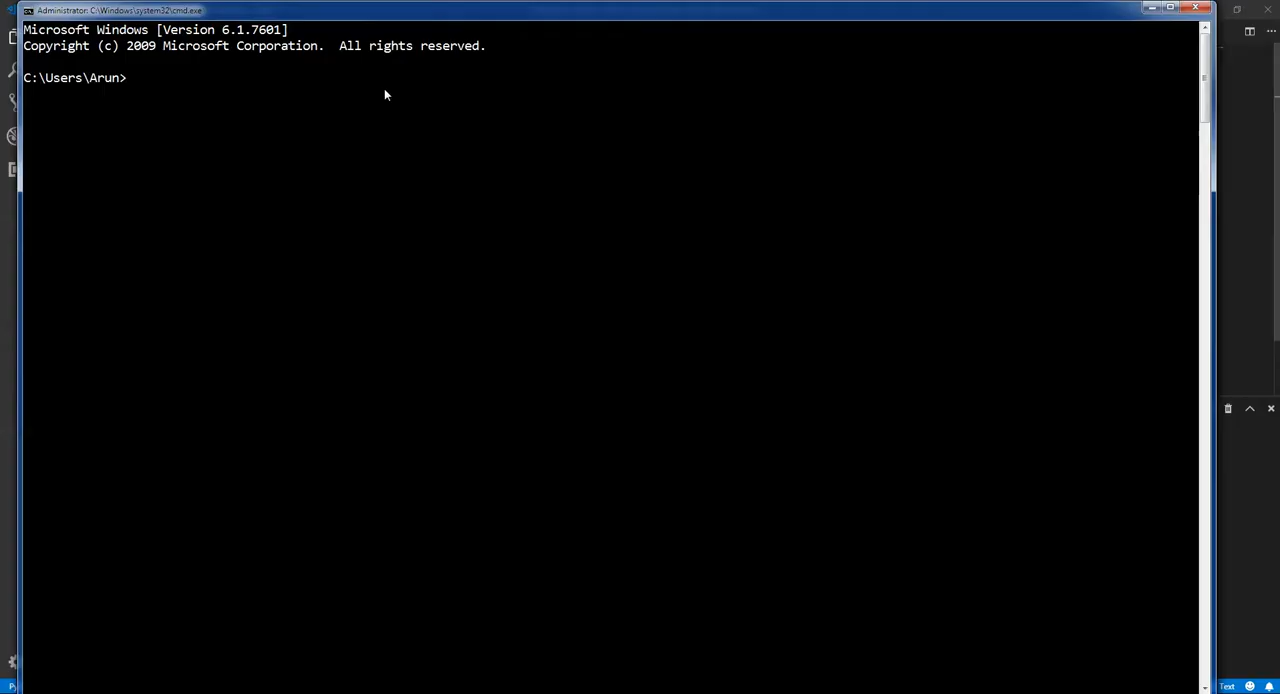 Administrator: C:\Windows\system32\cmd.exe
Microsoft Windows [Version 6.1.7601]
Copyright (c) 2009 Microsoft Corporation.  All rights reserved.
C:\Users\Arun>
Text